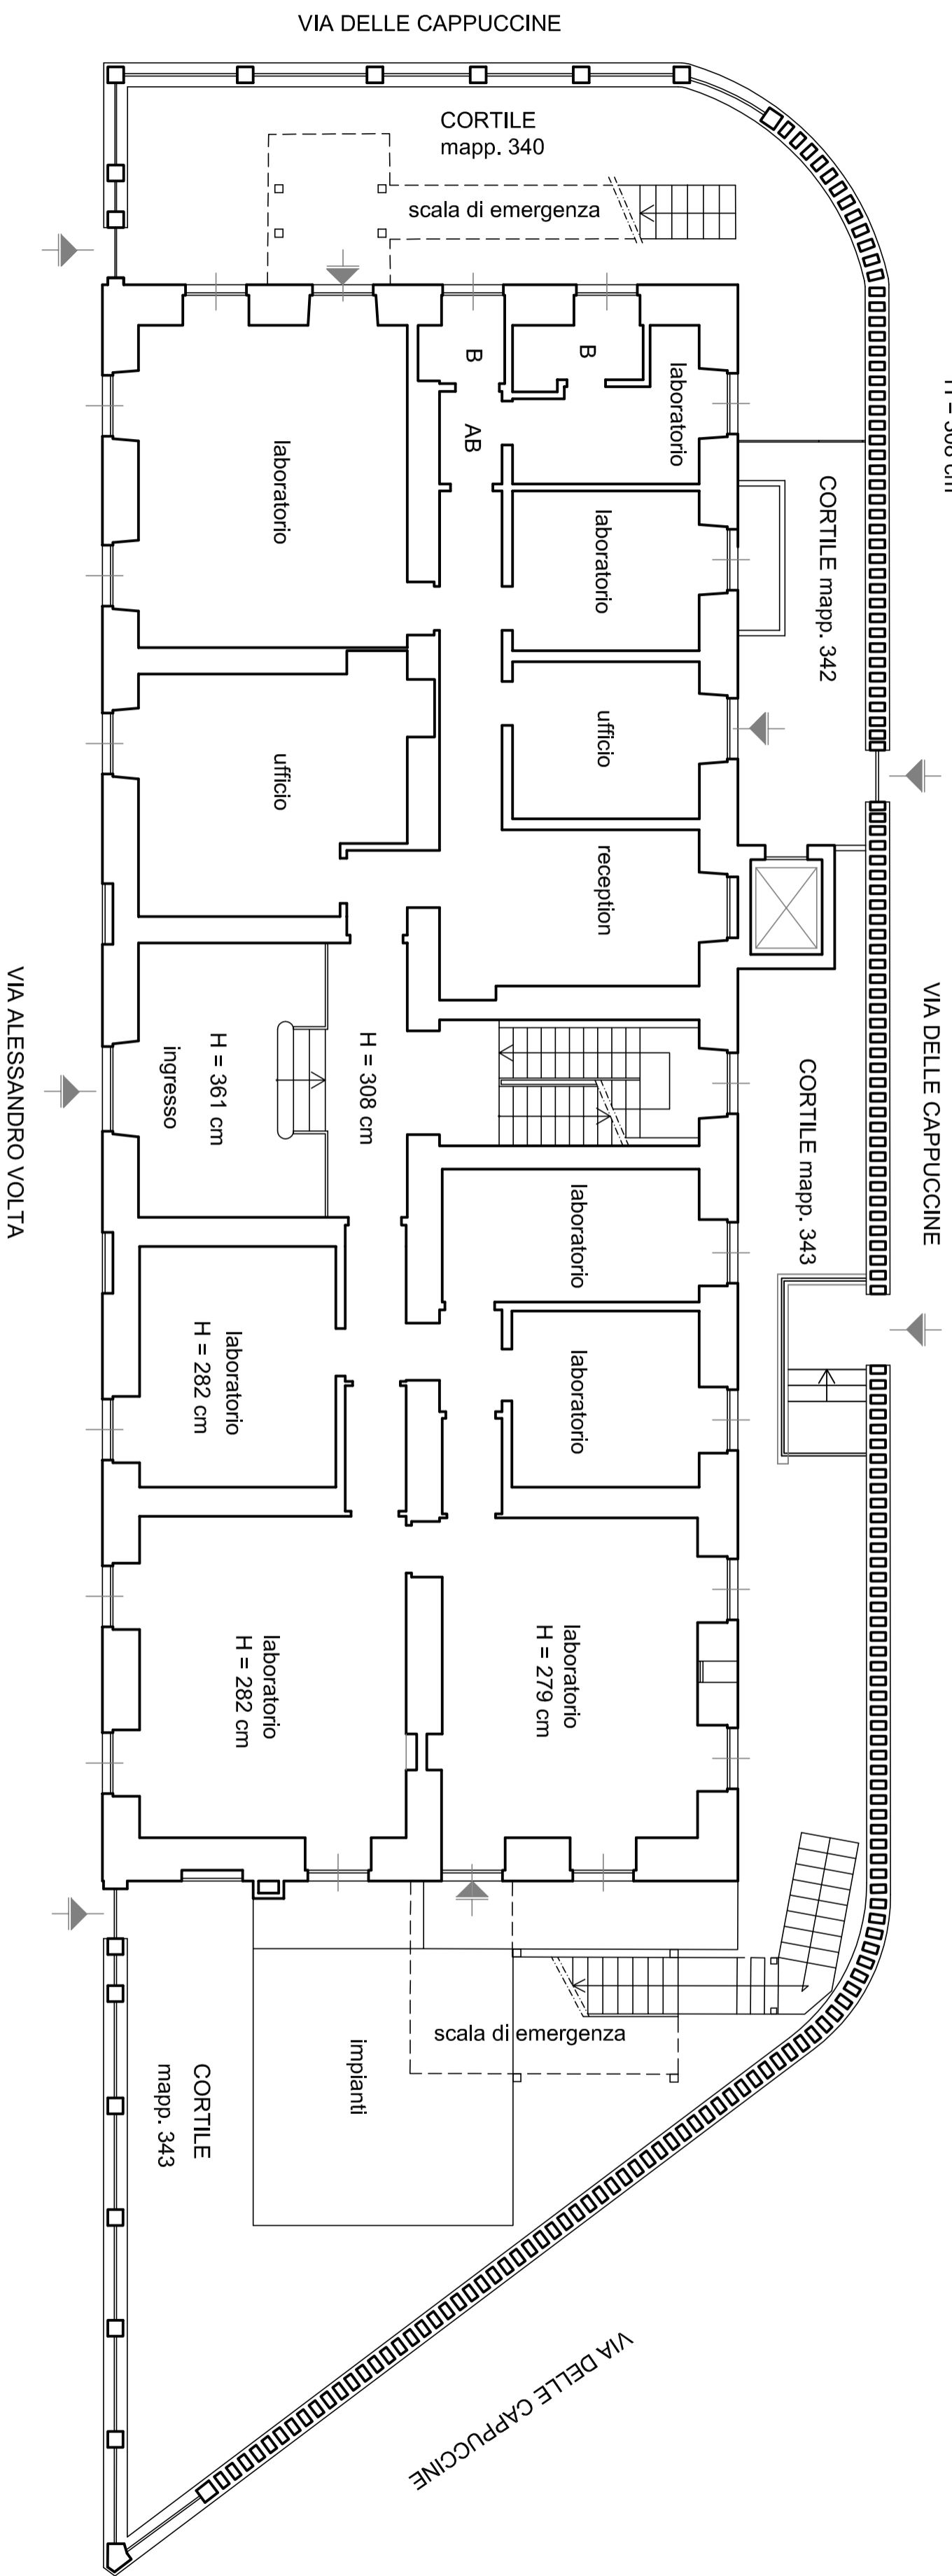 VIA DELLE CAPPUCCINE
CORTILE
mapp. 340
scala di emergenza
H = 308 cm
B
B
laboratorio
AB
laboratorio
laboratorio
CORTILE mapp. 342
ufficio
ufficio
reception
VIA ALESSANDRO VOLTA
ingresso
H = 361 cm
H = 308 cm
CORTILE mapp. 343
VIA DELLE CAPPUCCINE
laboratorio
laboratorio
laboratorio
H = 282 cm
laboratorio
H = 282 cm
laboratorio
H = 279 cm
scala di emergenza
impianti
CORTILE
mapp. 343
VIA DELLE CAPPUCCINE